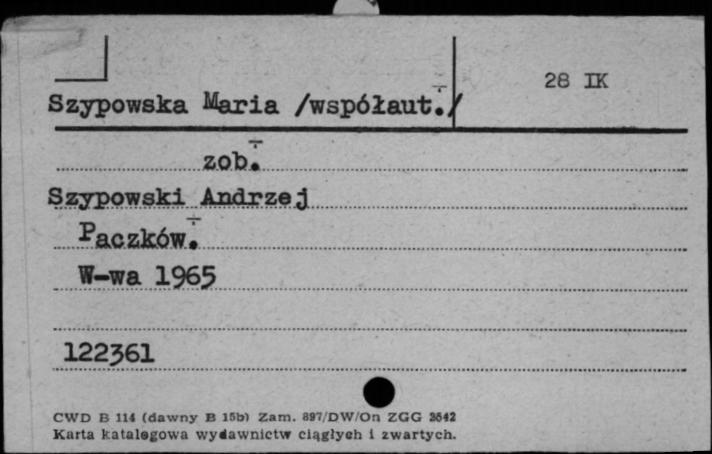 28 IK
Szypowska Maria /współaut./
zob.
Szypowski Andrzej
Paczków.
W-wa 1965
122361
CWD B 114 (dawny B 15b) Zam. 897/DW/On ZGG 3542
Karta katalogowa wydawnictw ciągłych i zwartych.